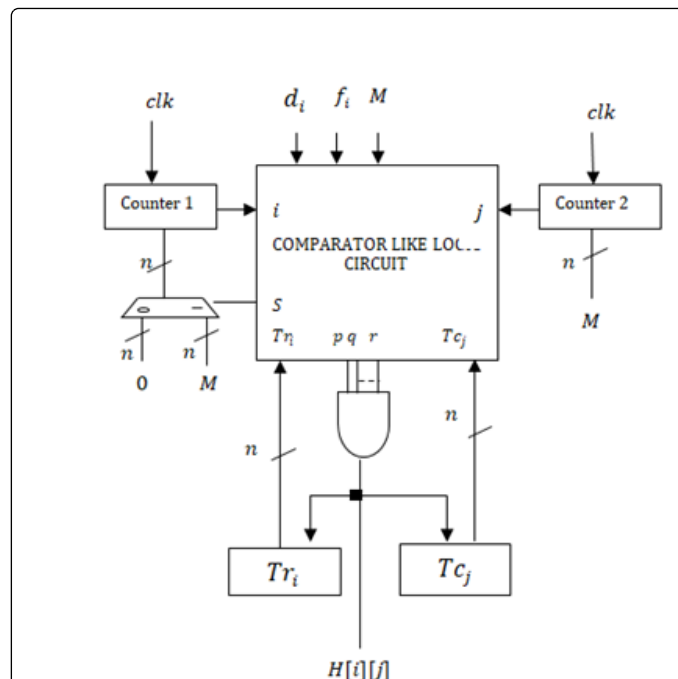 clk
d_i f_i M
clk
Counter 1
i
j
Counter 2
COMPARATOR LIKE
CIRCUIT
n
n
S
Tr_i p q r Tc_j
n
n
M
0
M
n
n
Tr_i
Tc_j
H[i][j]